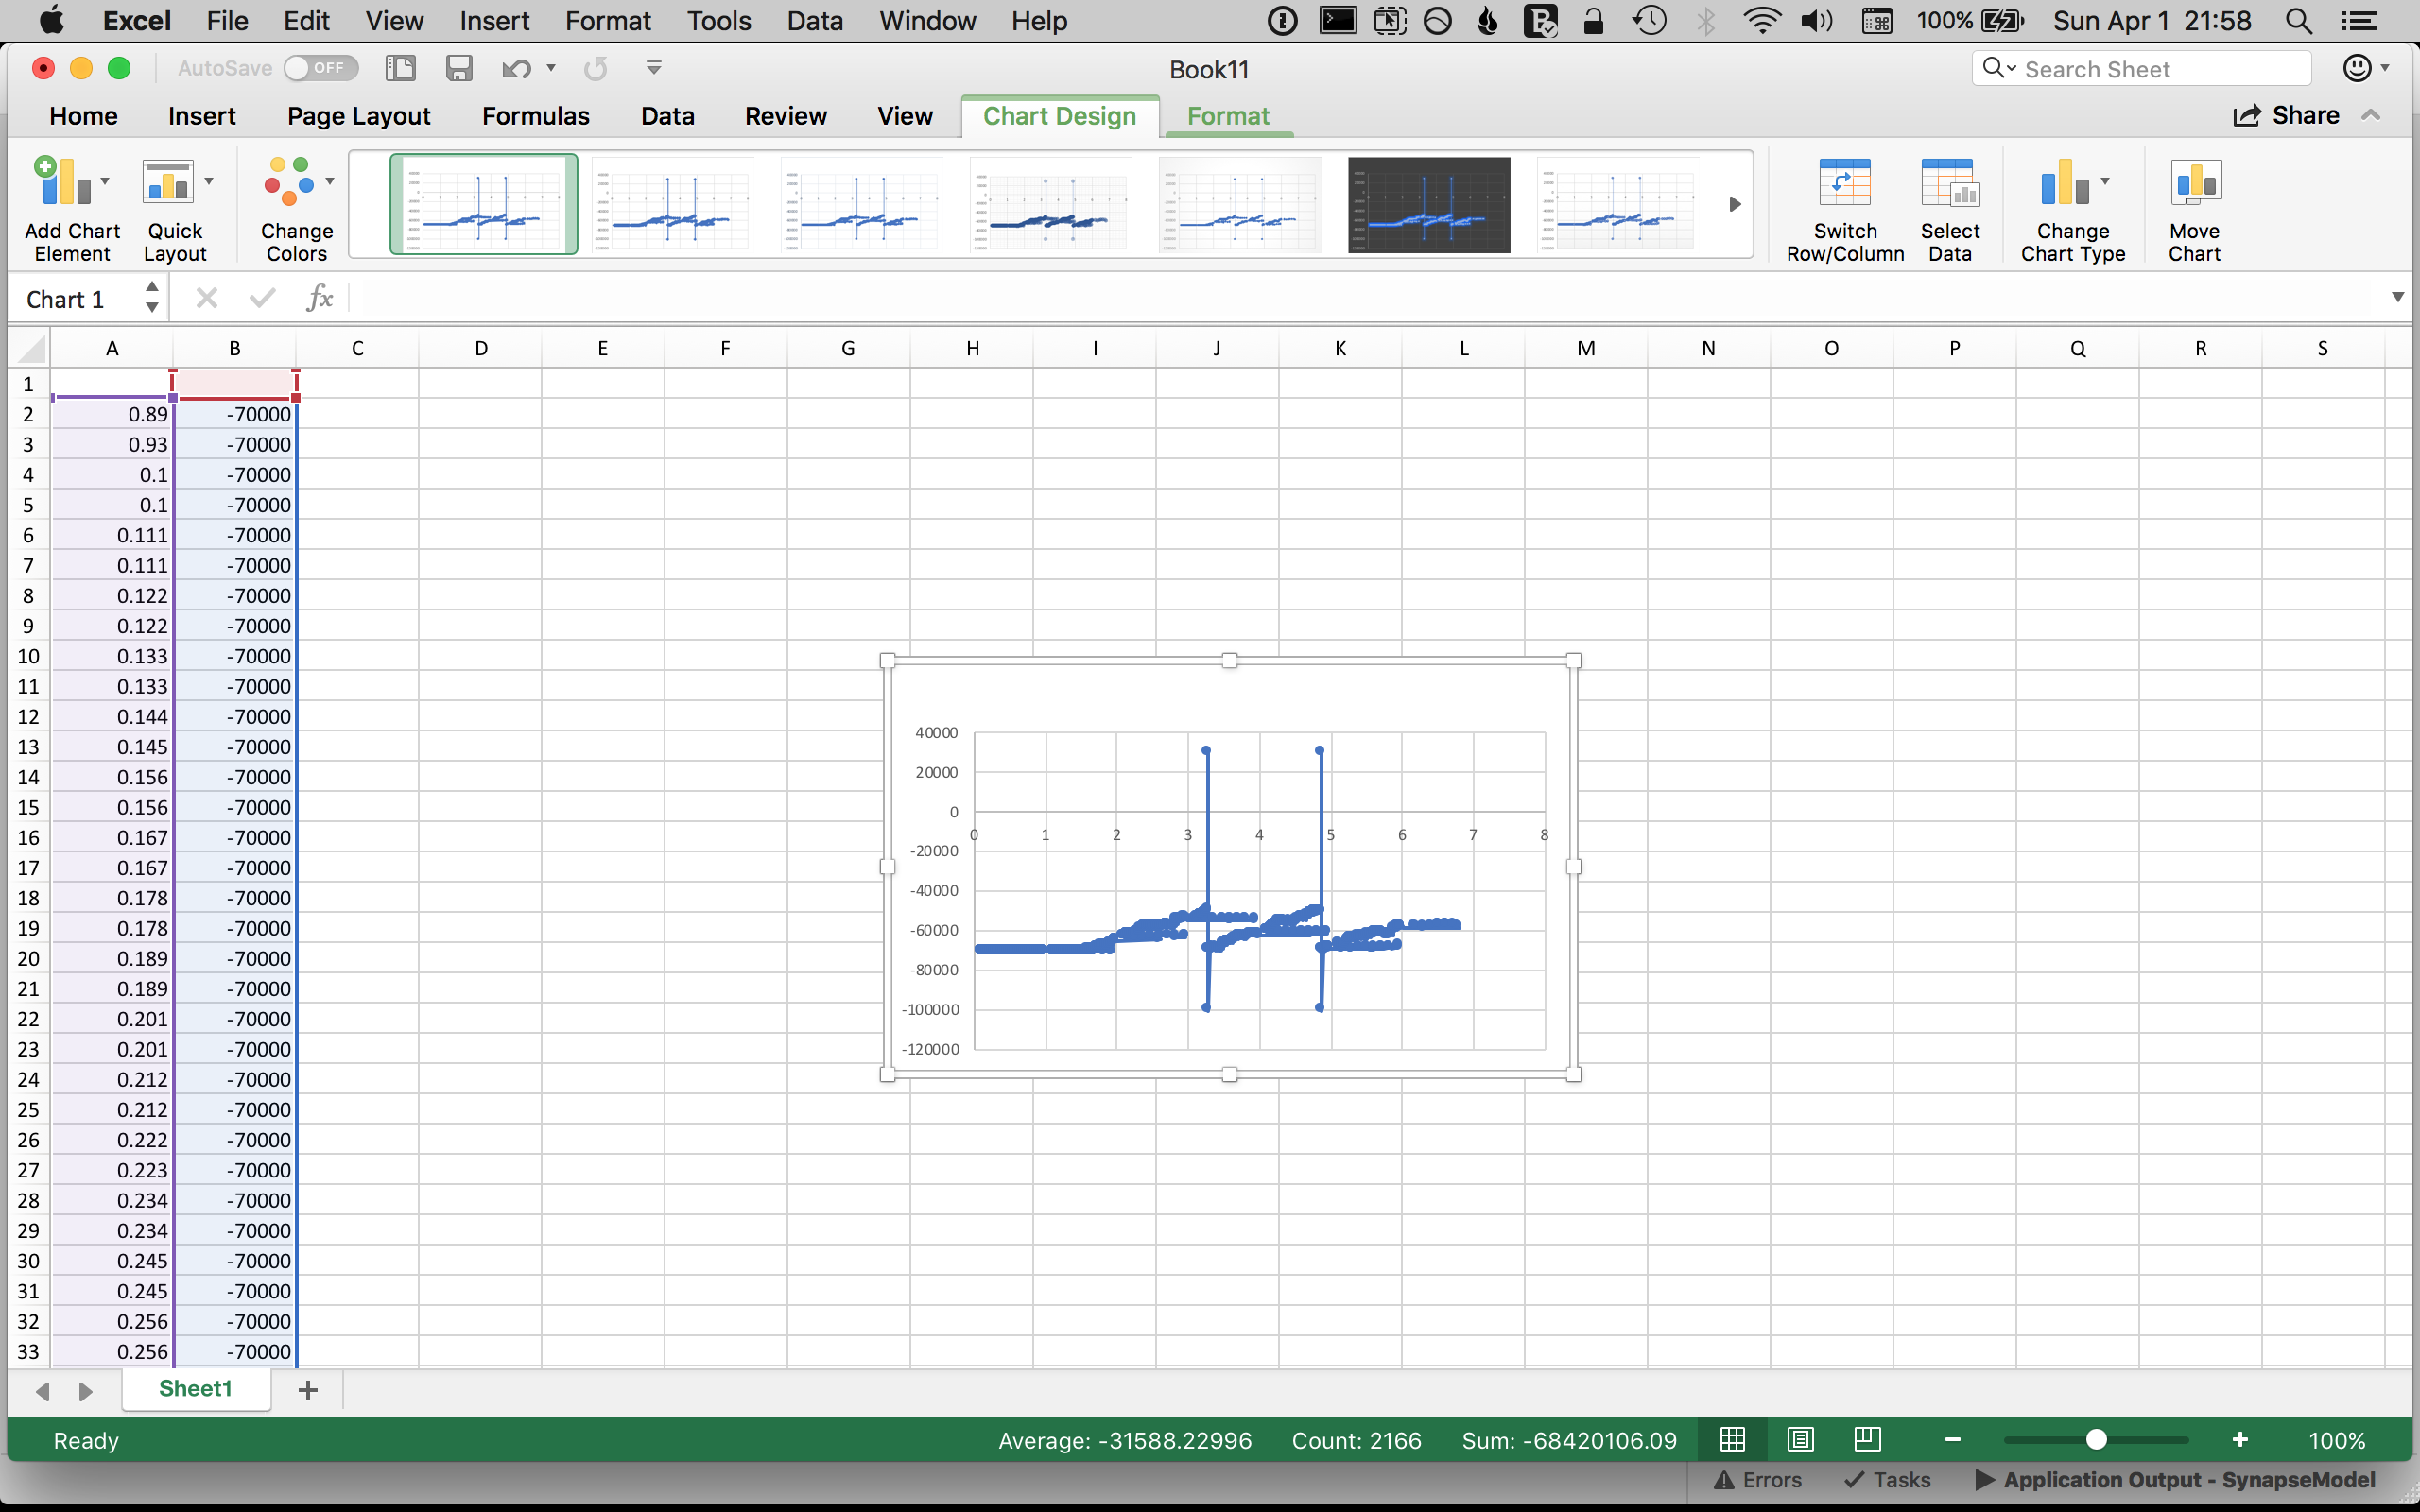 Excel File Edit View Insert Format Tools Data Window Help 100% Sun Apr 1 21:58
AutoSave OFF Book11 Search Sheet
Home Insert Page Layout Formulas Data Review View Chart Design Format Share
Add Chart Element Quick Layout Change Colors Switch Row/Column Select Data Change Chart Type Move Chart
Chart 1 fx
A B C D E F G H I J K L M N O P Q R S
1
2 0.89 -70000
3 0.93 -70000
4 0.1 -70000
5 0.1 -70000
6 0.111 -70000
7 0.111 -70000
8 0.122 -70000
9 0.122 -70000
10 0.133 -70000
11 0.133 -70000
12 0.144 -70000
13 0.145 -70000
14 0.156 -70000
15 0.156 -70000
16 0.167 -70000
17 0.167 -70000
18 0.178 -70000
19 0.178 -70000
20 0.189 -70000
21 0.189 -70000
22 0.201 -70000
23 0.201 -70000
24 0.212 -70000
25 0.212 -70000
26 0.222 -70000
27 0.223 -70000
28 0.234 -70000
29 0.234 -70000
30 0.245 -70000
31 0.245 -70000
32 0.256 -70000
33 0.256 -70000
40000
20000
0
0 1 2 3 4 5 6 7 8
-20000
-40000
-60000
-80000
-100000
-120000
Sheet1
Ready Average: -31588.22996 Count: 2166 Sum: -68420106.09 100%
Errors Tasks Application Output - SynapseModel